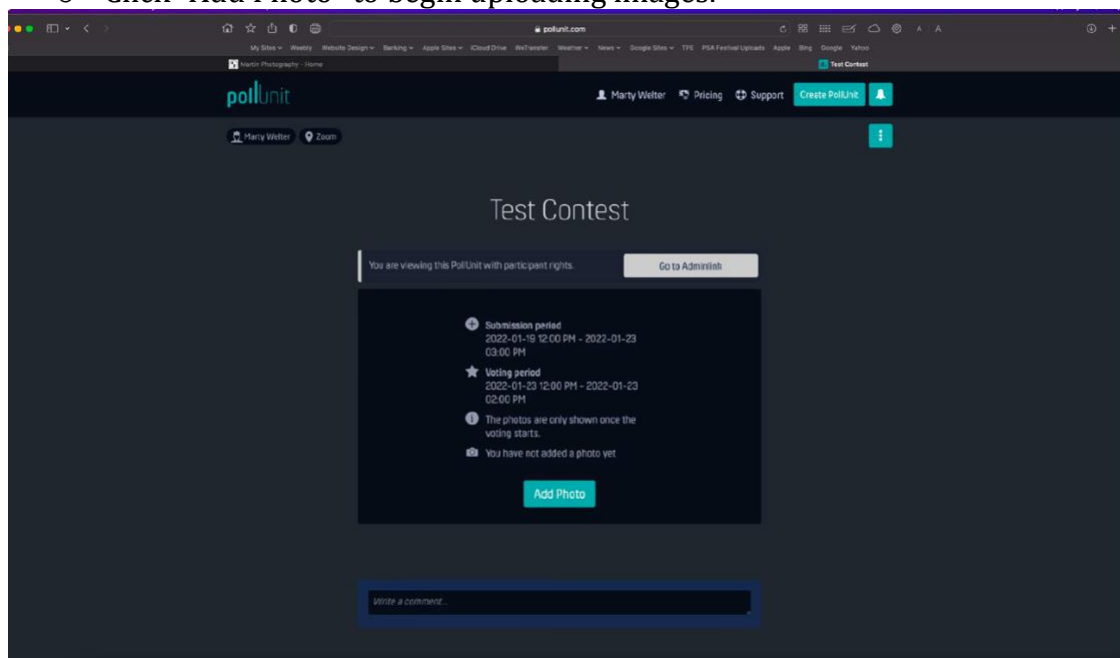 Click "Add Photo" to begin uploading images.
pollunit.com
My Sites Weebly Website Design Banking Apple Sites iCloud Drive WeTransfer Weather News Google Sites TFE PSA Festival Uploads Apple Bing Google Yahoo
Martin Photography - Home
Test Contest
pollunit
Marty Welter Pricing Support Create PollUnit
Marty Welter Zoom
Test Contest
You are viewing this PollUnit with participant rights. Go to Adminlink
Submission period
2022-01-19 12:00 PM - 2022-01-23
03:00 PM
Voting period
2022-01-23 12:00 PM - 2022-01-23
02:00 PM
The photos are only shown once the
voting starts.
You have not added a photo yet
Add Photo
Write a comment...